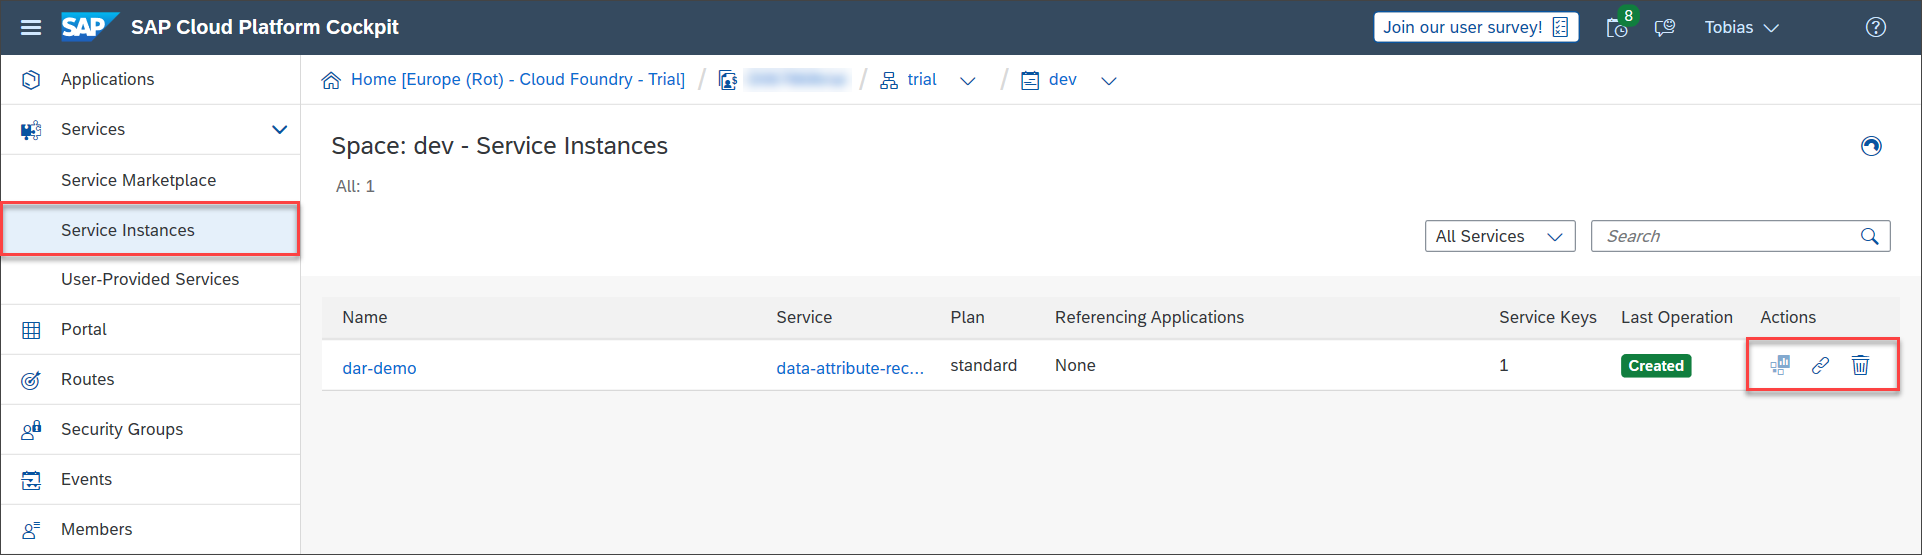 SAP SAP Cloud Platform Cockpit Join our user survey! 8 Tobias
Applications
Services
Service Marketplace
Service Instances
User-Provided Services
Portal
Routes
Security Groups
Events
Members
Home [Europe (Rot) - Cloud Foundry - Trial] / / trial / dev
Space: dev - Service Instances
All: 1
All Services Search
Name Service Plan Referencing Applications Service Keys Last Operation Actions
dar-demo data-attribute-rec... standard None 1 Created